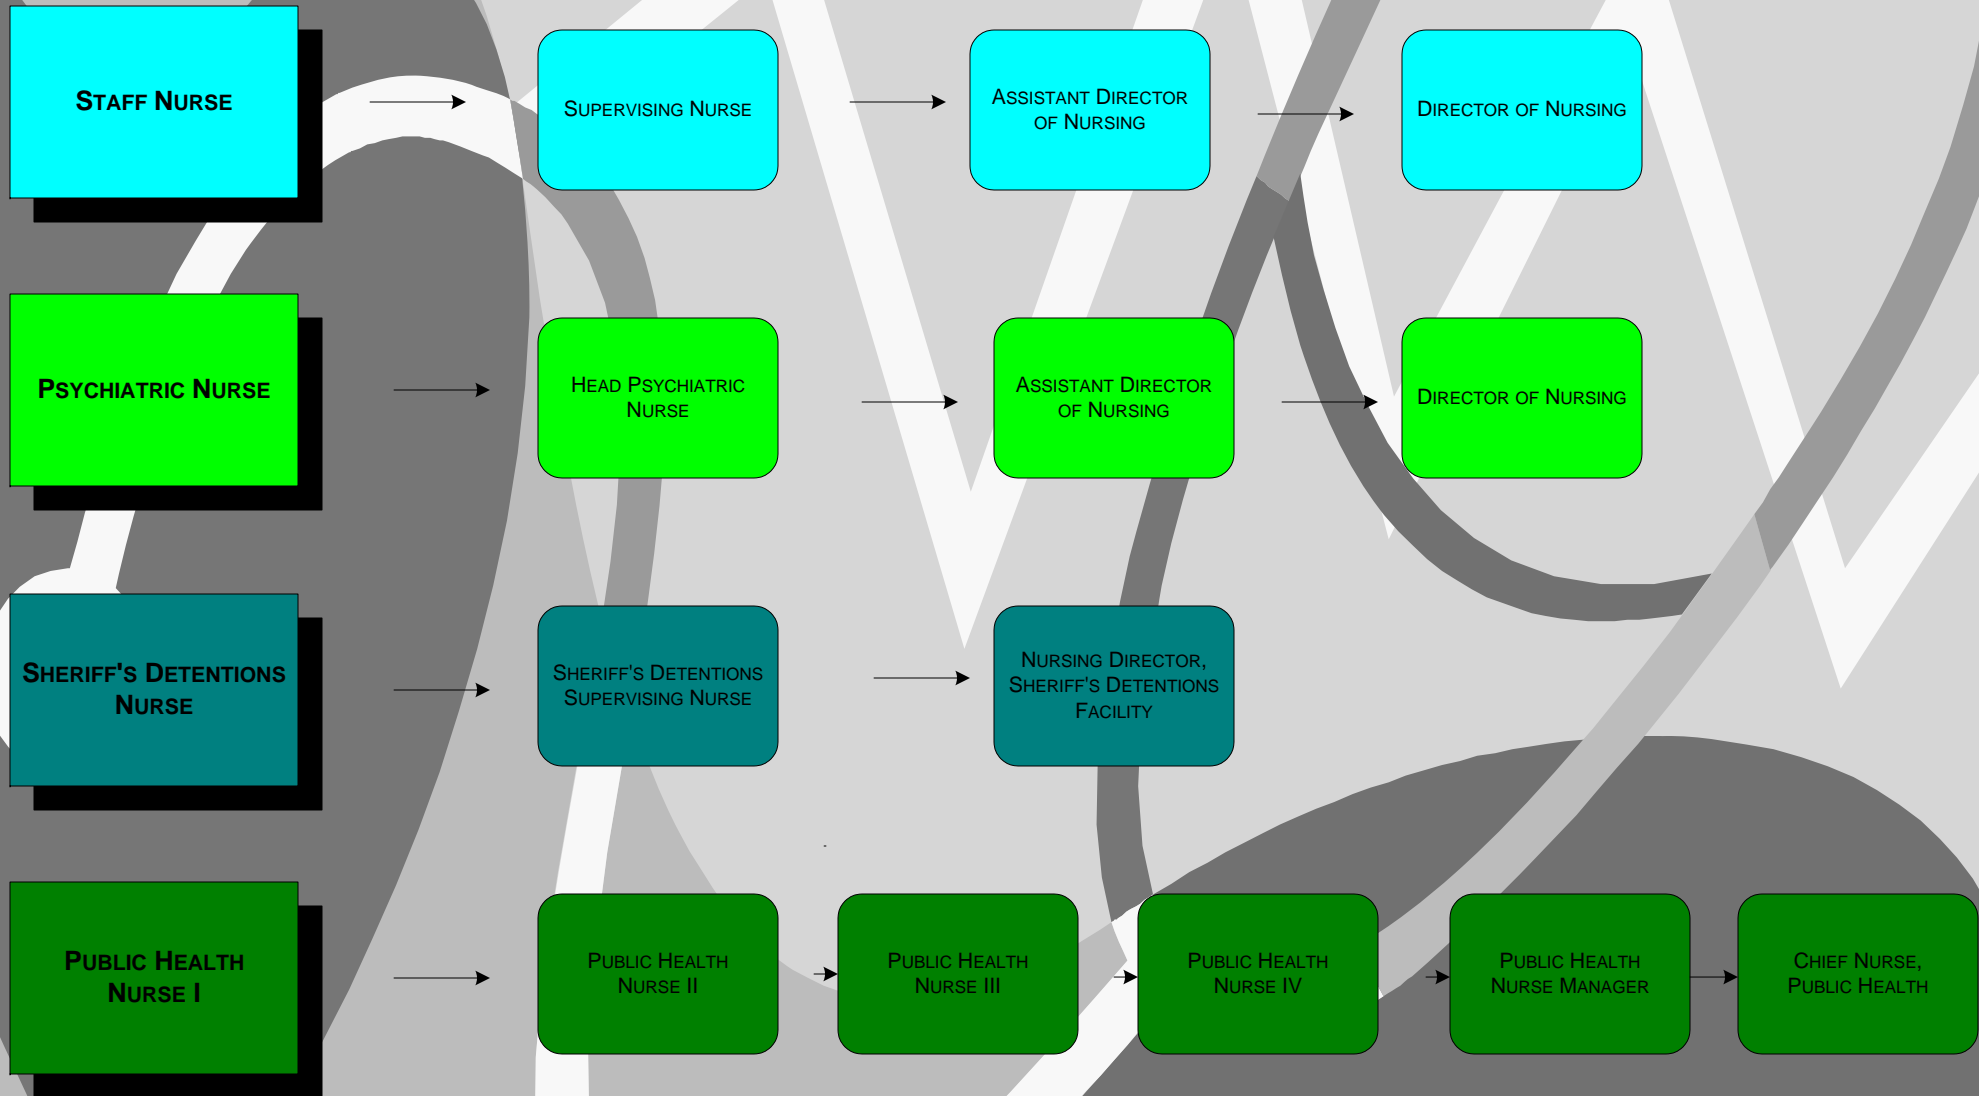 STAFF NURSE
SUPERVISING NURSE
ASSISTANT DIRECTOR
OF NURSING
DIRECTOR OF NURSING
PSYCHIATRIC NURSE
HEAD PSYCHIATRIC
NURSE
ASSISTANT DIRECTOR
OF NURSING
DIRECTOR OF NURSING
SHERIFF'S DETENTIONS
NURSE
SHERIFF'S DETENTIONS
SUPERVISING NURSE
NURSING DIRECTOR,
SHERIFF'S DETENTIONS
FACILITY
PUBLIC HEALTH
NURSE I
PUBLIC HEALTH
NURSE II
PUBLIC HEALTH
NURSE III
PUBLIC HEALTH
NURSE IV
PUBLIC HEALTH
NURSE MANAGER
CHIEF NURSE,
PUBLIC HEALTH